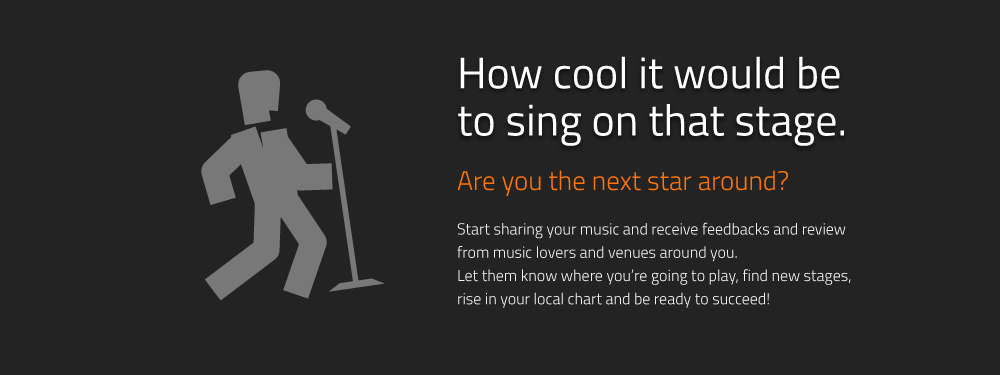 How cool it would be
to sing on that stage.
Are you the next star around?
Start sharing your music and receive feedbacks and review
from music lovers and venues around you.
Let them know where you're going to play, find new stages,
rise in your local chart and be ready to succeed!